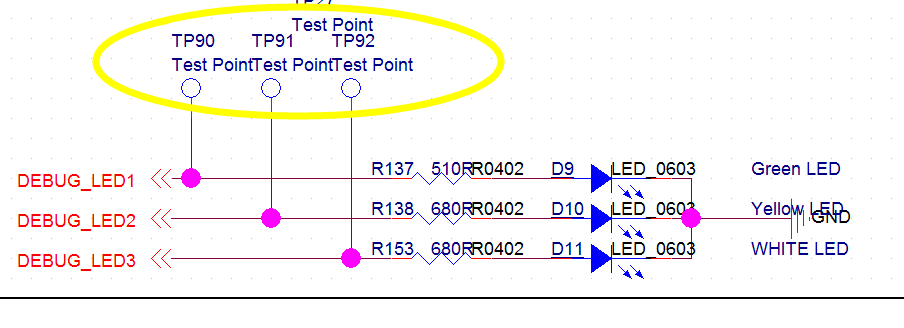 Test Point
TP90 TP91 TP92
Test Point Test Point Test Point
DEBUG_LED1 R137 510R R0402 D9 LED_0603 Green LED
DEBUG_LED2 R138 680R R0402 D10 LED_0603 Yellow LED GND
DEBUG_LED3 R153 680R R0402 D11 LED_0603 WHITE LED